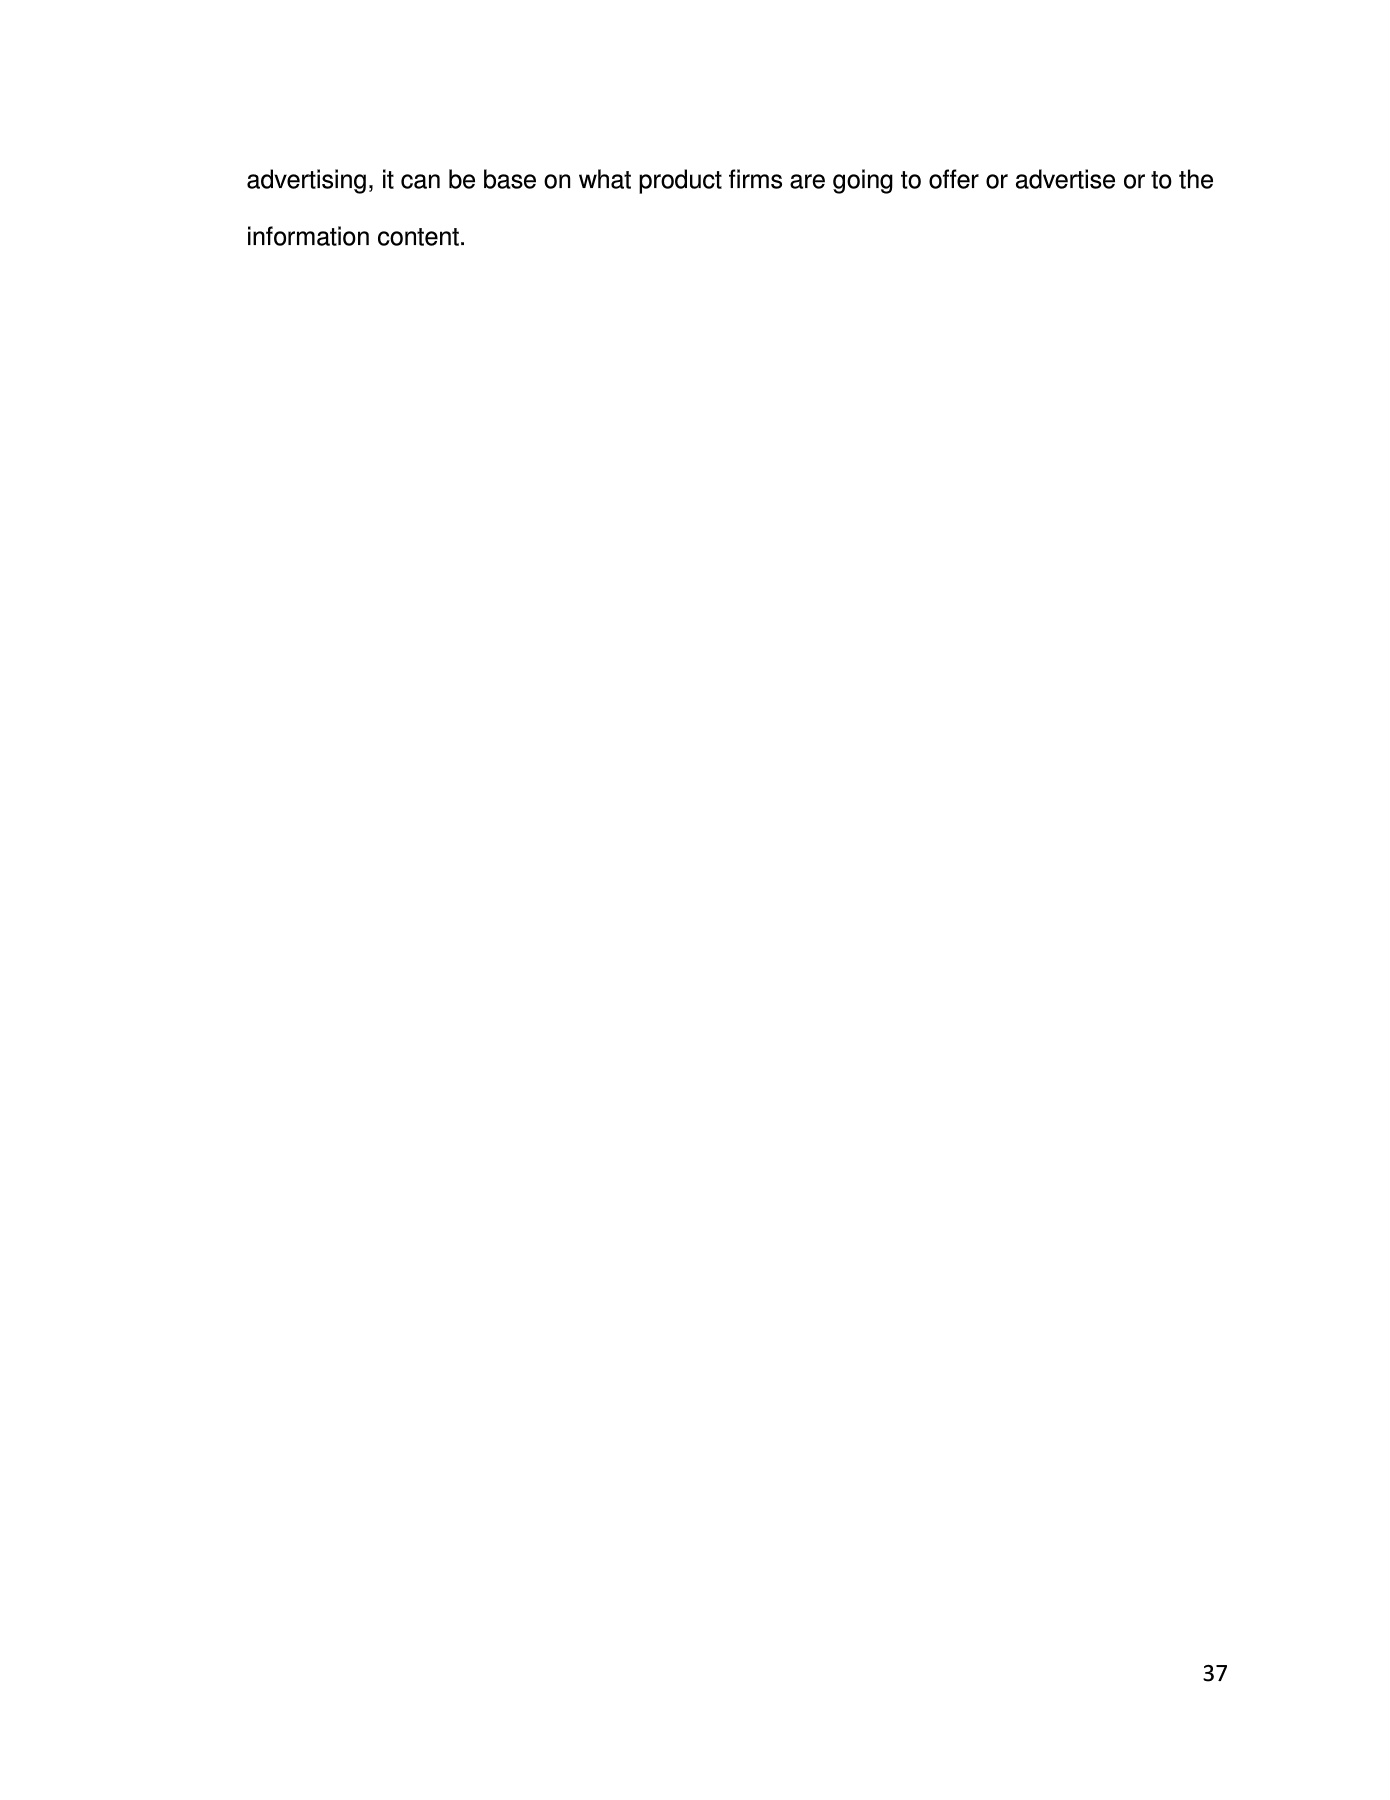 advertising, it can be base on what product firms are going to offer or advertise or to the
information content.
37